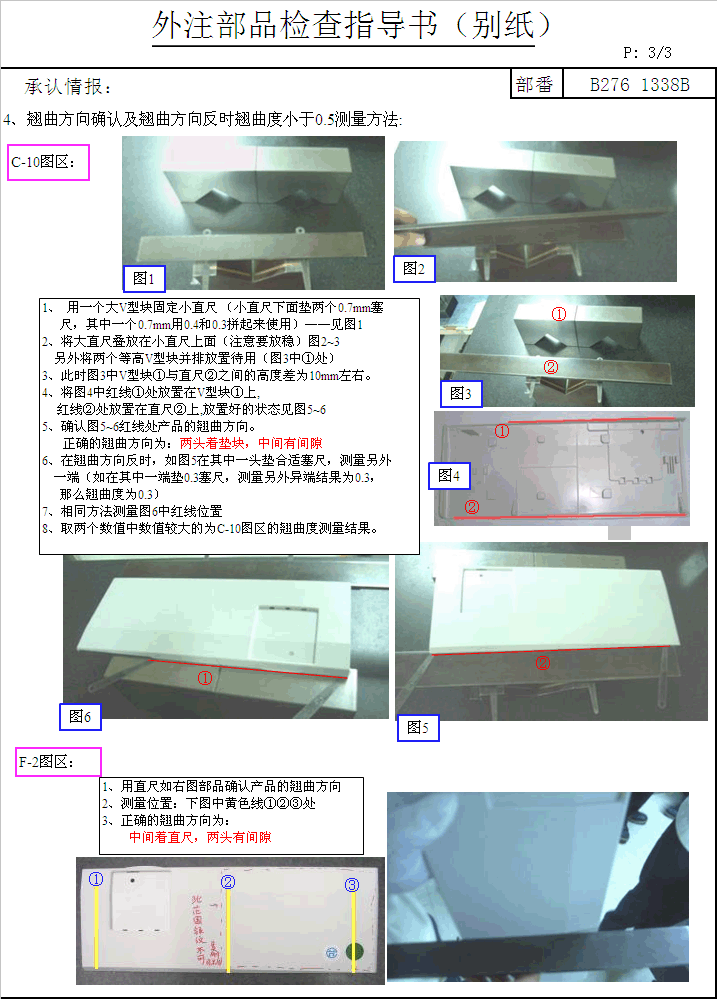 外注部品检查指导书（别纸）
P: 3/3
承认情报：
部番
B276 1338B
4、翘曲方向确认及翘曲方向反时翘曲度小于0.5测量方法:
C-10图区：
图1
图2
1、 用一个大V型块固定小直尺 （小直尺下面垫两个0.7mm塞
尺，其中一个0.7mm用0.4和0.3拼起来使用）——见图1
2、将大直尺叠放在小直尺上面（注意要放稳）图2~3
另外将两个等高V型块并排放置待用（图3中①处）
3、此时图3中V型块①与直尺②之间的高度差为10mm左右。
4、将图4中红线①处放置在V型块①上,
红线②处放置在直尺②上,放置好的状态见图5~6
5、确认图5~6红线处产品的翘曲方向。
正确的翘曲方向为：两头着垫块，中间有间隙
6、在翘曲方向反时，如图5在其中一头垫合适塞尺，测量另外
一端（如在其中一端垫0.3塞尺，测量另外异端结果为0.3，
那么翘曲度为0.3）
7、相同方法测量图6中红线位置
8、取两个数值中数值较大的为C-10图区的翘曲度测量结果。
①
②
图3
①
②
图4
①
图6
②
图5
F-2图区：
1、用直尺如右图部品确认产品的翘曲方向
2、测量位置：下图中黄色线①②③处
3、正确的翘曲方向为：
中间着直尺，两头有间隙
①
②
③